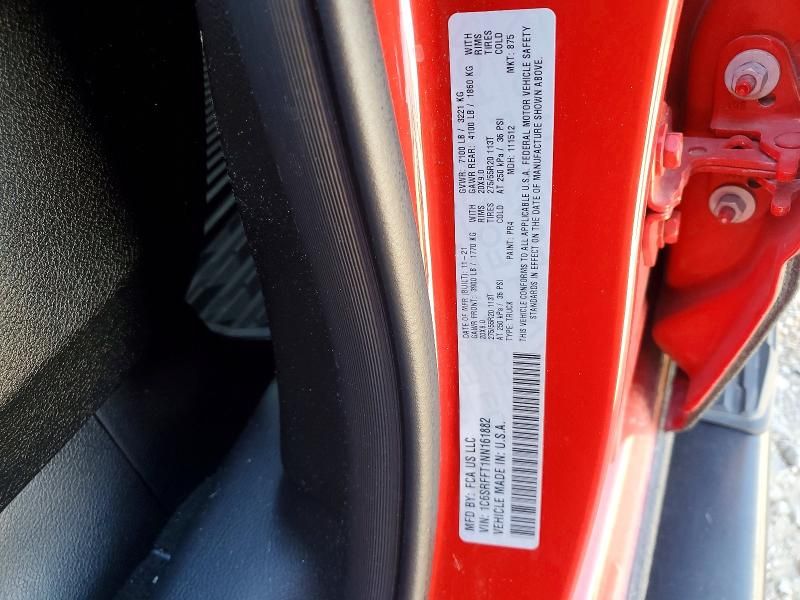 MFD BY: FCA US LLC
VIN: 1C6SRFFT1NN161882
VEHICLE MADE IN: U.S.A.
DATE OF MFR (BUILT): 11-21
GAWR FRONT: 3900 LB / 1770 KG WITH
20X9.0 RIMS
275/55R20 113T TIRES
AT 250 kPa / 36 PSI COLD
TYPE: TRUCK PAINT: PR4
GVWR: 7100 LB / 3221 KG
GAWR REAR: 4100 LB / 1860 KG WITH
20X9.0 RIMS
275/55R20 113T TIRES
AT 250 kPa / 36 PSI COLD
MDH: 111512 MKT: 875
THIS VEHICLE CONFORMS TO ALL APPLICABLE U.S.A. FEDERAL MOTOR VEHICLE SAFETY
STANDARDS IN EFFECT ON THE DATE OF MANUFACTURE SHOWN ABOVE.